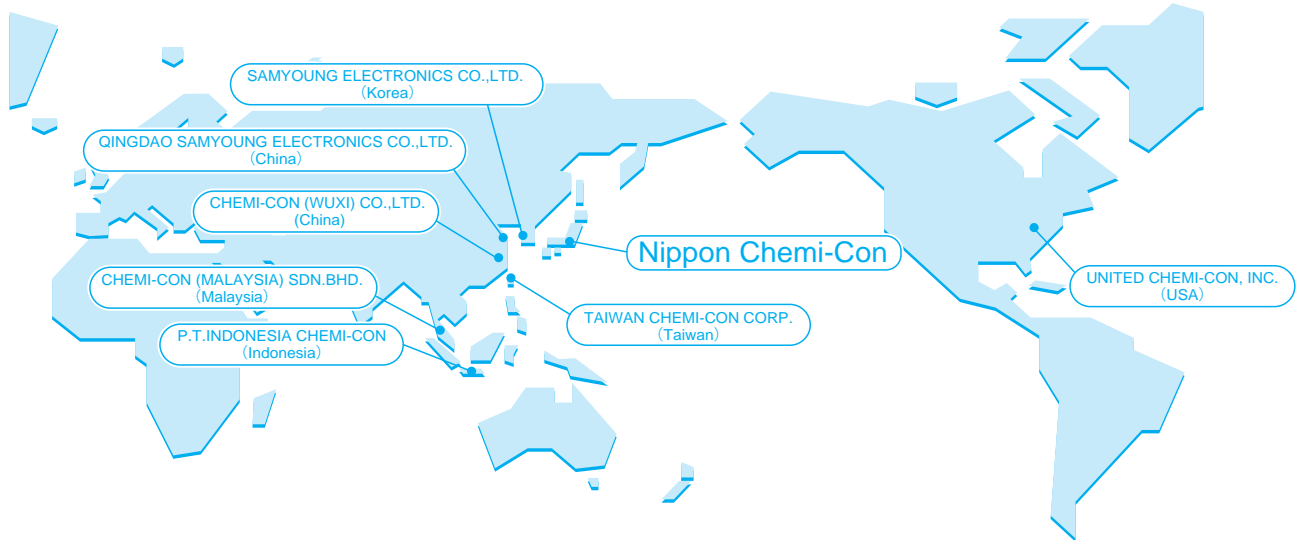 SAMYOUNG ELECTRONICS CO.,LTD.
（Korea）
QINGDAO SAMYOUNG ELECTRONICS CO.,LTD.
（China）
CHEMI-CON (WUXI) CO.,LTD.
(China)
Nippon Chemi-Con
CHEMI-CON (MALAYSIA) SDN.BHD.
（Malaysia）
UNITED CHEMI-CON, INC.
（USA）
TAIWAN CHEMI-CON CORP.
（Taiwan）
P.T.INDONESIA CHEMI-CON
（Indonesia）